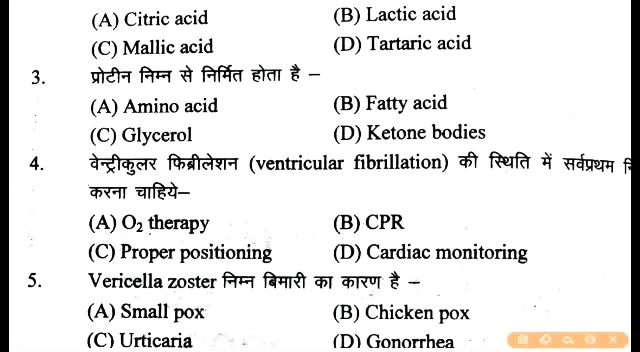 (A) Citric acid (B) Lactic acid
(C) Mallic acid (D) Tartaric acid
3. प्रोटीन निम्न से निर्मित होता है –
(A) Amino acid (B) Fatty acid
(C) Glycerol (D) Ketone bodies
4. वेन्ट्रीकुलर फिब्रीलेशन (ventricular fibrillation) की स्थिति में सर्वप्रथम
करना चाहिये–
(A) O₂ therapy (B) CPR
(C) Proper positioning (D) Cardiac monitoring
5. Vericella zoster निम्न बिमारी का कारण है –
(A) Small pox (B) Chicken pox
(C) Urticaria (D) Gonorrhea